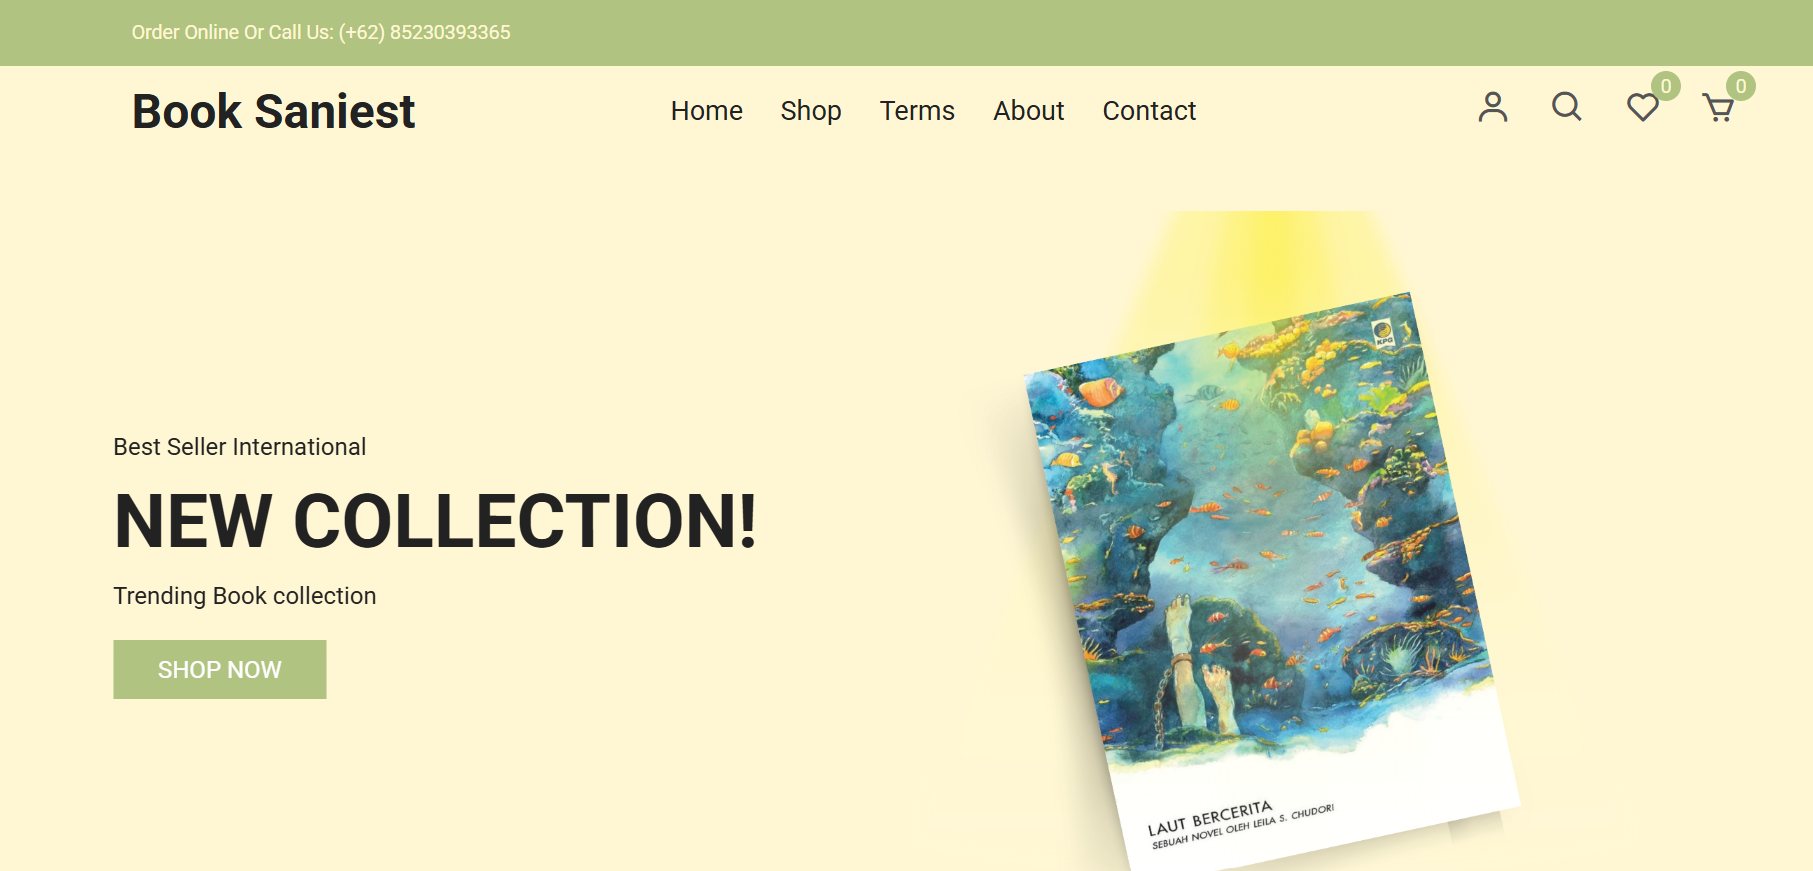 Order Online Or Call Us: (+62) 85230393365
Book Saniest
Home Shop Terms About Contact
0 0
KPG
Best Seller International
NEW COLLECTION!
Trending Book collection
SHOP NOW
LAUT BERCERITA
SEBUAH NOVEL OLEH LEILA S. CHUDORI